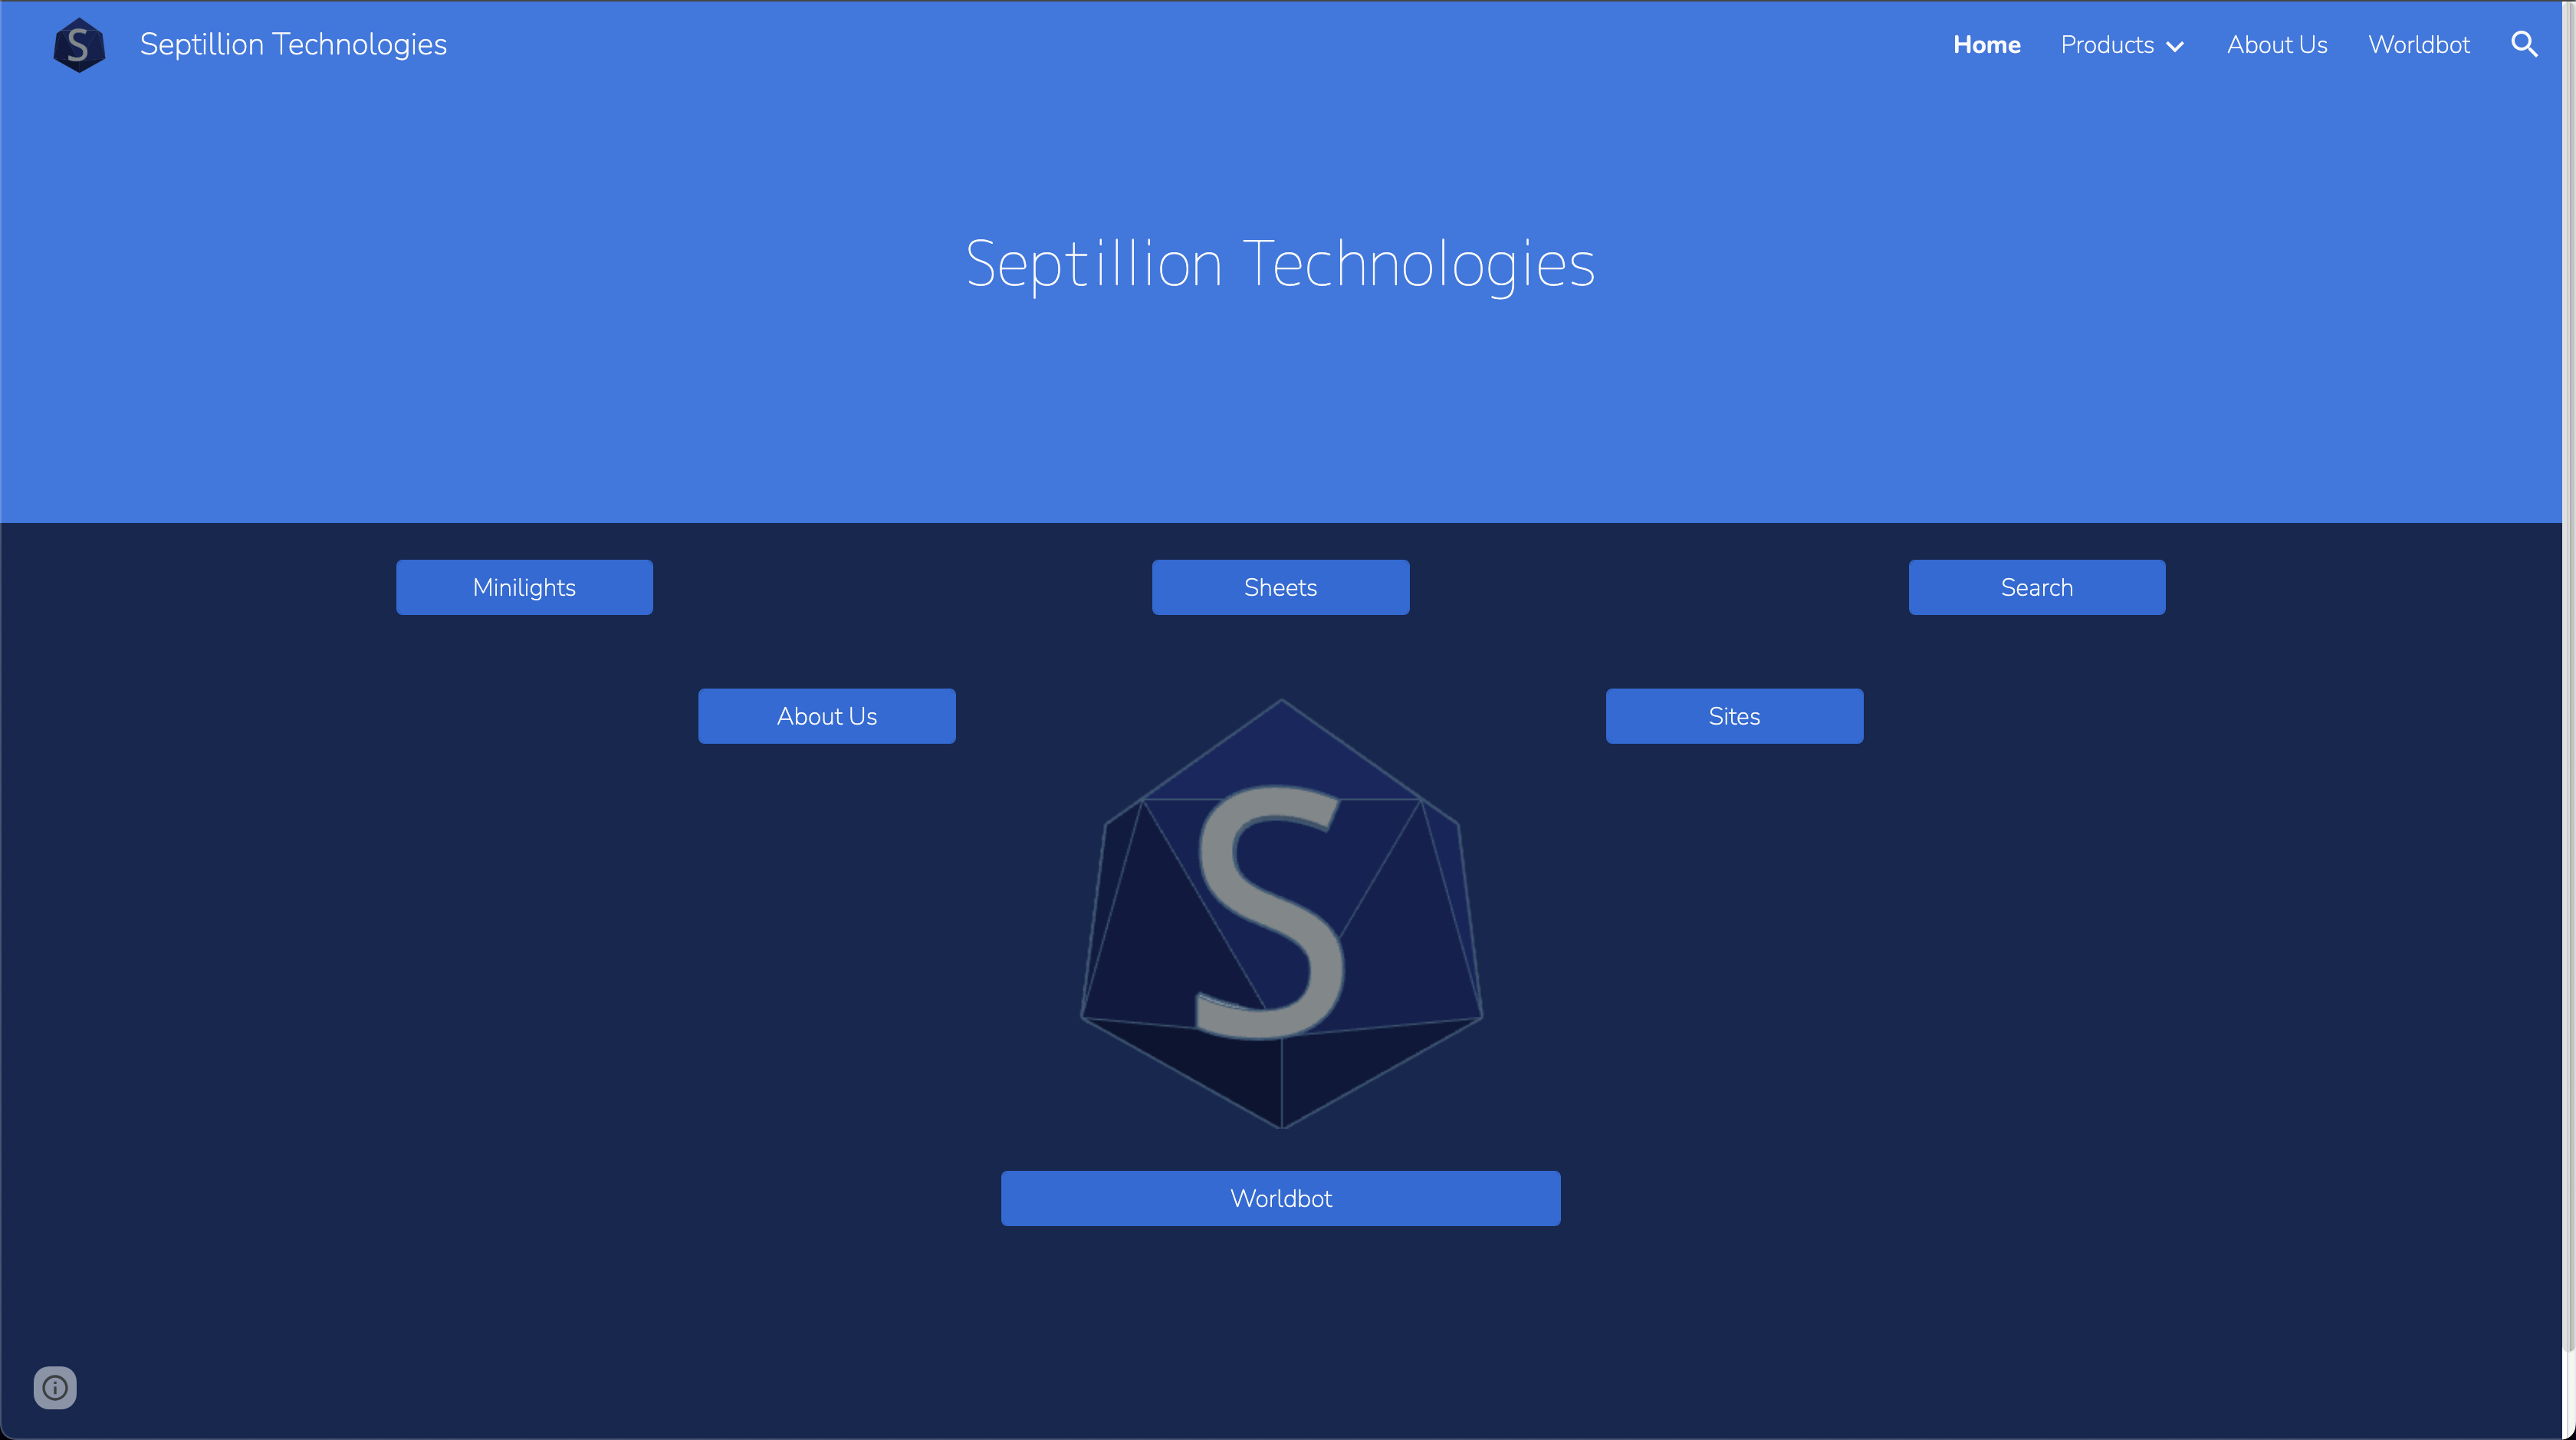 S Septillion Technologies Home Products About Us Worldbot
Septillion Technologies
Minilights Sheets Search
About Us Sites
S
Worldbot